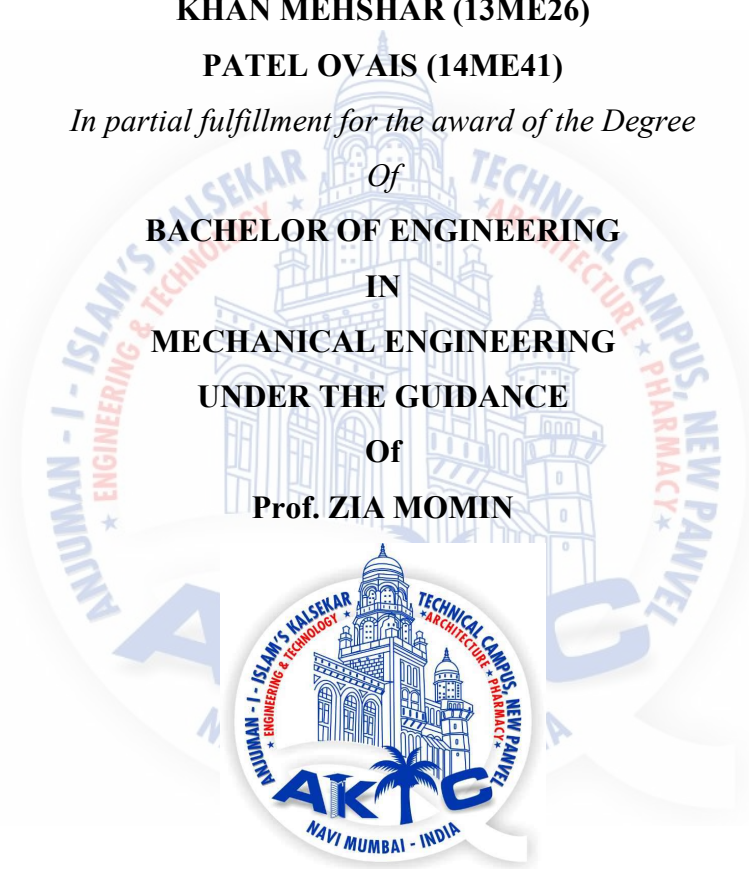 KHAN MEHSHAR (13ME26)
PATEL OVAIS (14ME41)
In partial fulfillment for the award of the Degree
Of
BACHELOR OF ENGINEERING
IN
MECHANICAL ENGINEERING
UNDER THE GUIDANCE
Of
Prof. ZIA MOMIN
ANJUMAN - I - ISLAM'S KALSEKAR TECHNICAL CAMPUS, NEW PANVEL
★ ENGINEERING & TECHNOLOGY ★ ★ ARCHITECTURE ★ PHARMACY ★
AKTC
NAVI MUMBAI - INDIA